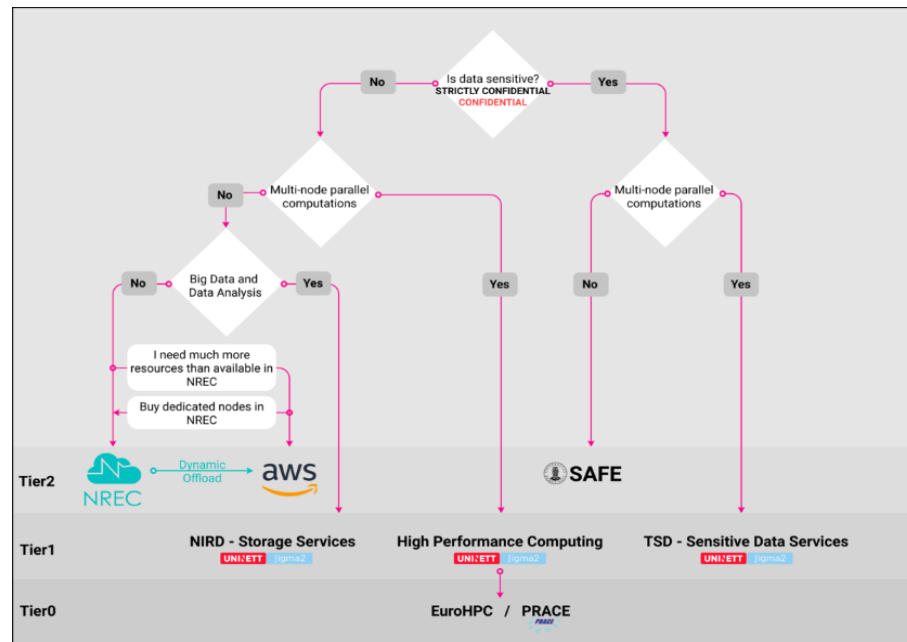 Is data sensitive?
STRICTLY CONFIDENTIAL
CONFIDENTIAL
No
Yes
Multi-node parallel
computations
No
Multi-node parallel
computations
Big Data and
Data Analysis
No
Yes
Yes
No
Yes
I need much more
resources than available in
NREC
Buy dedicated nodes in
NREC
Tier2
NREC
Dynamic
Offload
aws
SAFE
Tier1
NIRD - Storage Services
UNINETT Sigma2
High Performance Computing
UNINETT Sigma2
TSD - Sensitive Data Services
UNINETT Sigma2
Tier0
EuroHPC / PRACE
PRACE